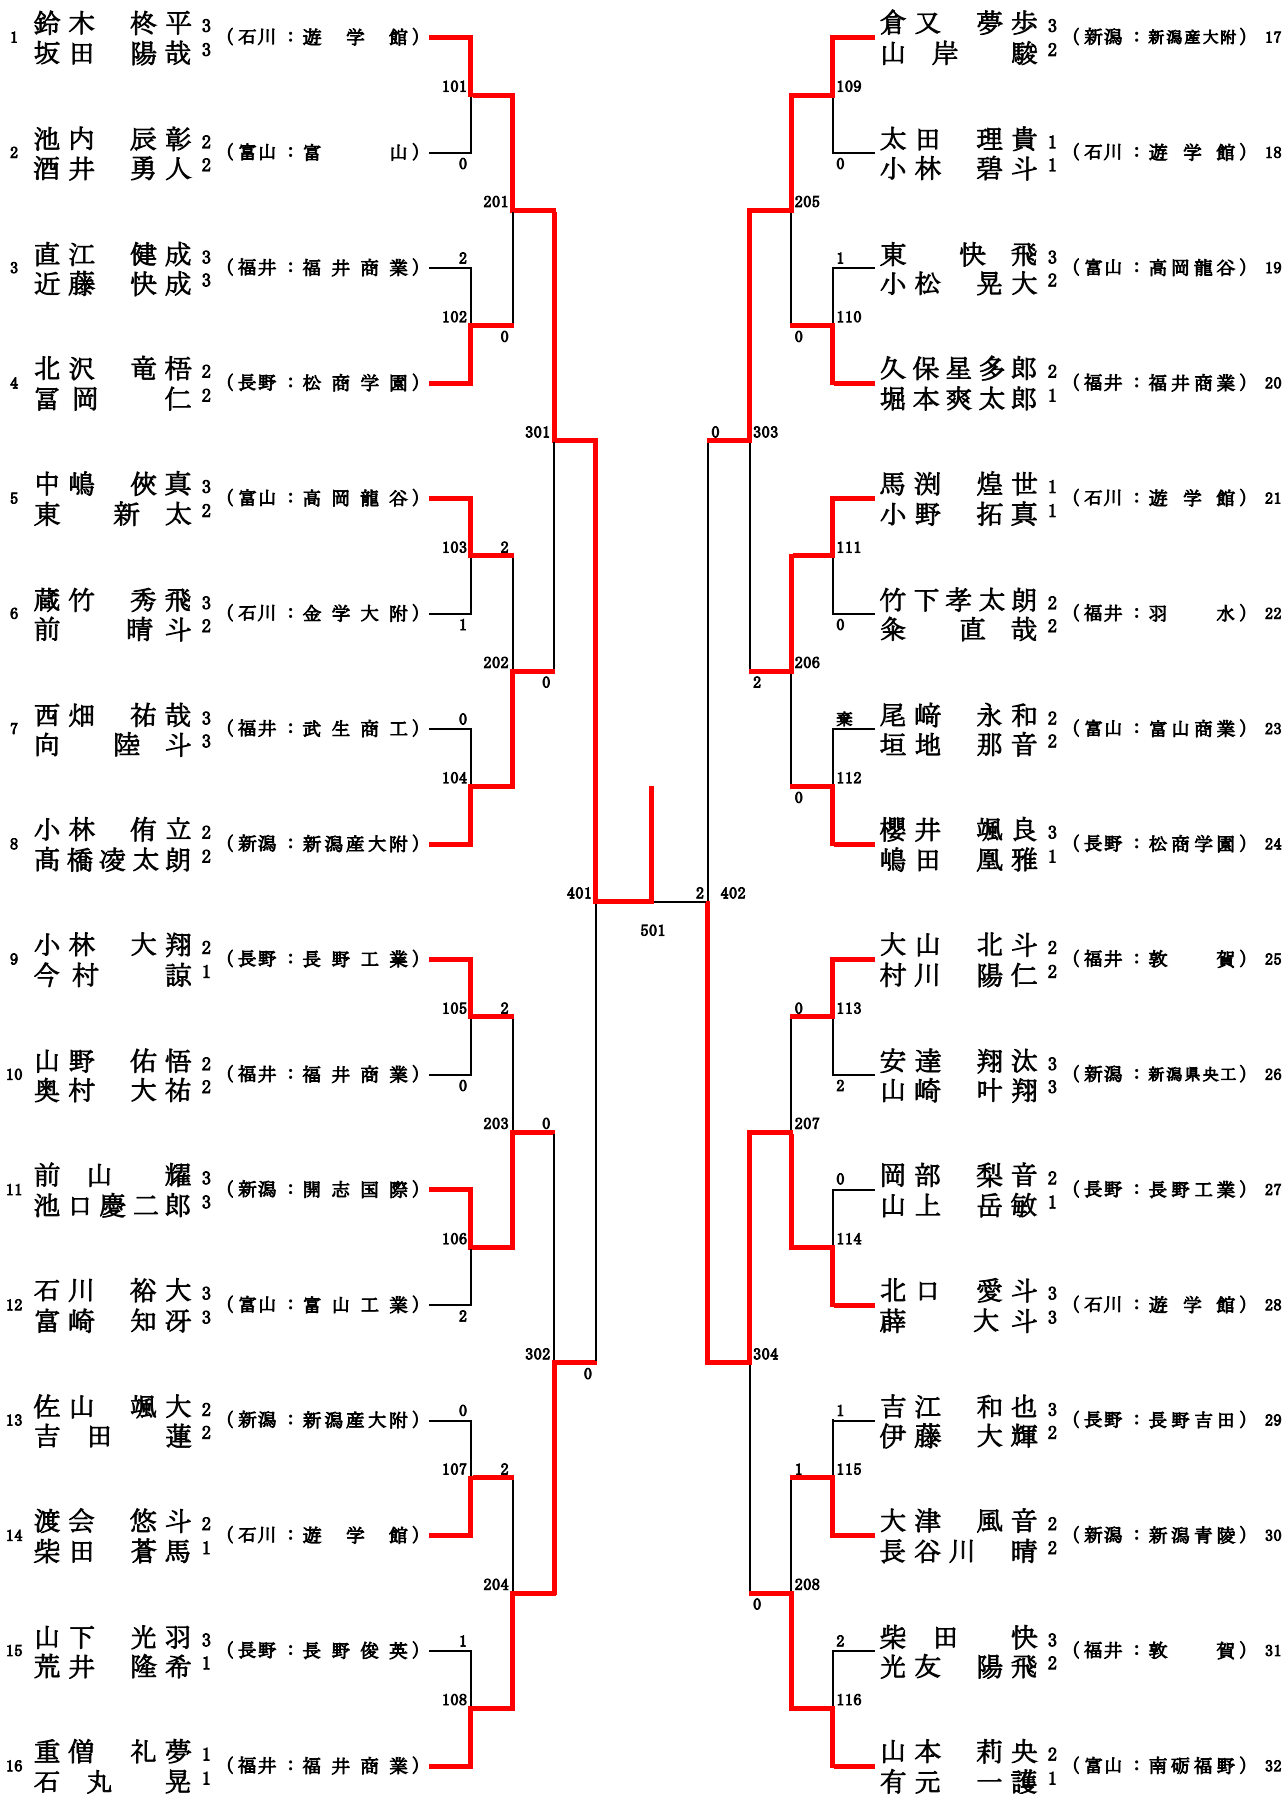 1 鈴木 柊平 3 (石川：遊学館)
坂田 陽哉 3
101
2 池内 辰彰 2 (富山：富山)
酒井 勇人 2
0
201
3 直江 健成 3 (福井：福井商業) 2
近藤 快成 3
102
0
4 北沢 竜梧 2 (長野：松商学園)
冨岡 仁 2
301
5 中嶋 俠真 3 (富山：高岡龍谷)
東 新太 2
103 2
6 蔵竹 秀飛 3 (石川：金学大附)
前 晴斗 2
1
202
0
7 西畑 祐哉 3 (福井：武生商工) 0
向 陸斗 3
104
8 小林 侑立 2 (新潟：新潟産大附)
髙橋凌太朗 2
401
9 小林 大翔 2 (長野：長野工業)
今村 諒 1
105 2
10 山野 佑悟 2 (福井：福井商業)
奥村 大祐 2
0
203 0
11 前山 耀 3 (新潟：開志国際)
池口慶二郎 3
106
12 石川 裕大 3 (富山：富山工業)
富崎 知冴 3
2
302
0
13 佐山 颯大 2 (新潟：新潟産大附) 0
吉田 蓮 2
107 2
14 渡会 悠斗 2 (石川：遊学館)
柴田 蒼馬 1
204
15 山下 光羽 3 (長野：長野俊英) 1
荒井 隆希 1
108
16 重僧 礼夢 1 (福井：福井商業)
石丸 晃 1
501
倉又 夢歩 3 (新潟：新潟産大附) 17
山岸 駿 2
109
太田 理貴 1 (石川：遊学館) 18
小林 碧斗 1
0
205
1 東 快飛 3 (富山：高岡龍谷) 19
小松 晃大 2
110
0
久保星多郎 2 (福井：福井商業) 20
堀本爽太郎 1
0 303
馬渕 煌世 1 (石川：遊学館) 21
小野 拓真 1
111
竹下孝太朗 2 (福井：羽水) 22
粂 直哉 2
0
206
2
棄 尾﨑 永和 2 (富山：富山商業) 23
垣地 那音 2
112
0
櫻井 颯良 3 (長野：松商学園) 24
嶋田 凰雅 1
2 402
大山 北斗 2 (福井：敦賀) 25
村川 陽仁 2
0 113
安達 翔汰 3 (新潟：新潟県央工) 26
山崎 叶翔 3
2
207
0 岡部 梨音 2 (長野：長野工業) 27
山上 岳敏 1
114
北口 愛斗 3 (石川：遊学館) 28
薜 大斗 3
304
1 吉江 和也 3 (長野：長野吉田) 29
伊藤 大輝 2
1 115
大津 風音 2 (新潟：新潟青陵) 30
長谷川 晴 2
208
0
2 柴田 快 3 (福井：敦賀) 31
光友 陽飛 2
116
山本 莉央 2 (富山：南砺福野) 32
有元 一護 1